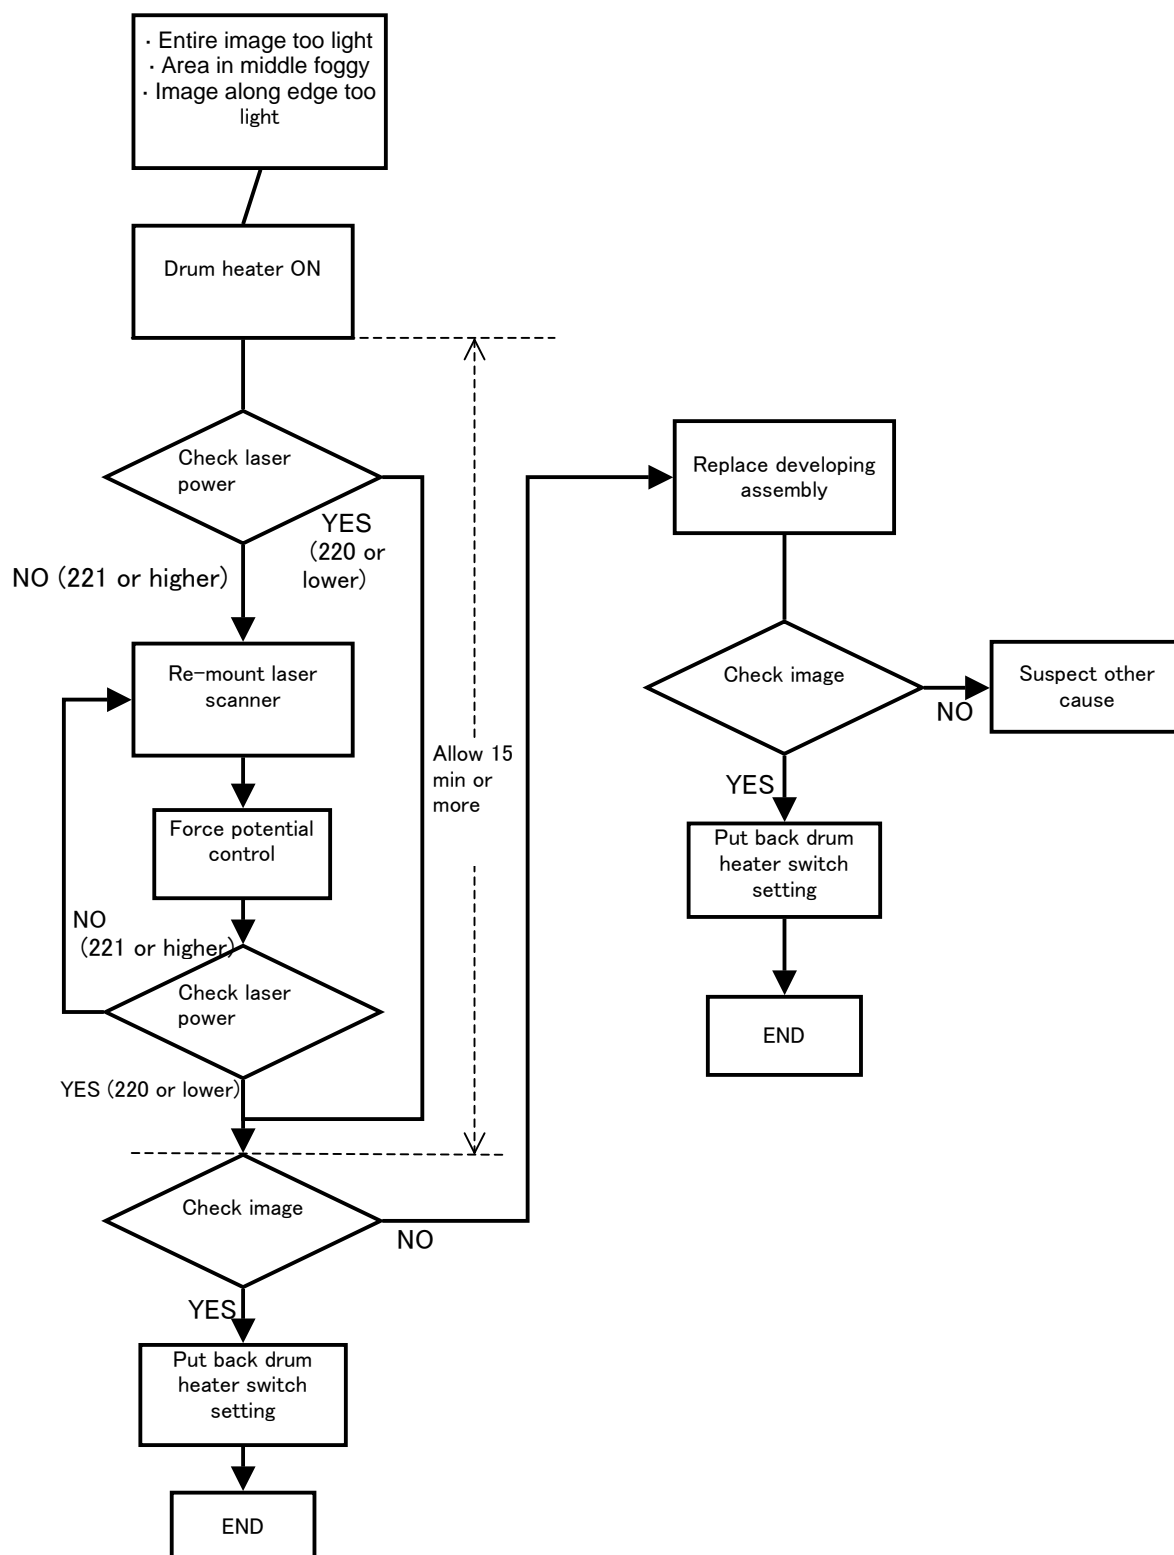 · Entire image too light
· Area in middle foggy
· Image along edge too
light
Drum heater ON
Check laser
power
YES
(220 or
lower)
NO (221 or higher)
Re-mount laser
scanner
Force potential
control
NO
(221 or higher)
Check laser
power
YES (220 or lower)
Allow 15
min or
more
Check image
NO
YES
Put back drum
heater switch
setting
END
Replace developing
assembly
Check image
NO
Suspect other
cause
YES
Put back drum
heater switch
setting
END